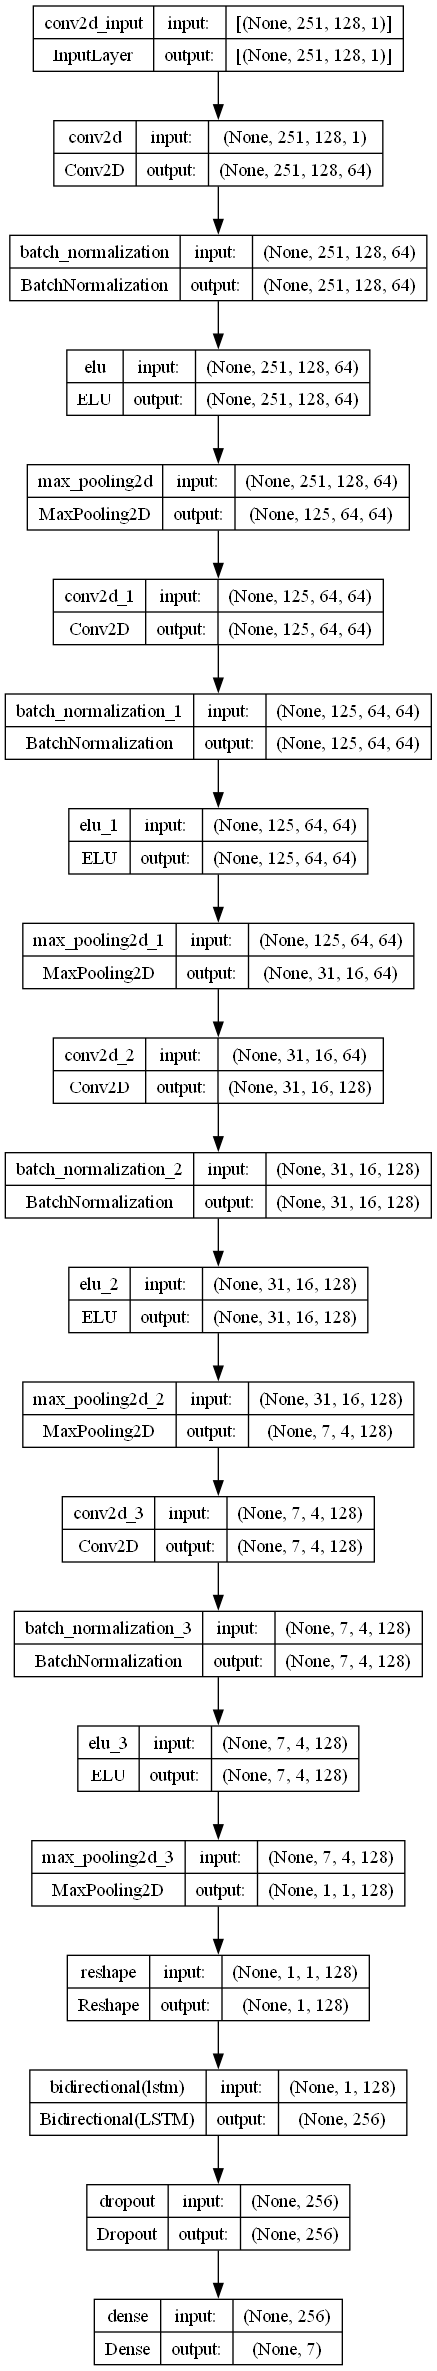 conv2d_input input: [(None, 251, 128, 1)]
InputLayer output: [(None, 251, 128, 1)]
conv2d input: (None, 251, 128, 1)
Conv2D output: (None, 251, 128, 64)
batch_normalization input: (None, 251, 128, 64)
BatchNormalization output: (None, 251, 128, 64)
elu input: (None, 251, 128, 64)
ELU output: (None, 251, 128, 64)
max_pooling2d input: (None, 251, 128, 64)
MaxPooling2D output: (None, 125, 64, 64)
conv2d_1 input: (None, 125, 64, 64)
Conv2D output: (None, 125, 64, 64)
batch_normalization_1 input: (None, 125, 64, 64)
BatchNormalization output: (None, 125, 64, 64)
elu_1 input: (None, 125, 64, 64)
ELU output: (None, 125, 64, 64)
max_pooling2d_1 input: (None, 125, 64, 64)
MaxPooling2D output: (None, 31, 16, 64)
conv2d_2 input: (None, 31, 16, 64)
Conv2D output: (None, 31, 16, 128)
batch_normalization_2 input: (None, 31, 16, 128)
BatchNormalization output: (None, 31, 16, 128)
elu_2 input: (None, 31, 16, 128)
ELU output: (None, 31, 16, 128)
max_pooling2d_2 input: (None, 31, 16, 128)
MaxPooling2D output: (None, 7, 4, 128)
conv2d_3 input: (None, 7, 4, 128)
Conv2D output: (None, 7, 4, 128)
batch_normalization_3 input: (None, 7, 4, 128)
BatchNormalization output: (None, 7, 4, 128)
elu_3 input: (None, 7, 4, 128)
ELU output: (None, 7, 4, 128)
max_pooling2d_3 input: (None, 7, 4, 128)
MaxPooling2D output: (None, 1, 1, 128)
reshape input: (None, 1, 1, 128)
Reshape output: (None, 1, 128)
bidirectional(lstm) input: (None, 1, 128)
Bidirectional(LSTM) output: (None, 256)
dropout input: (None, 256)
Dropout output: (None, 256)
dense input: (None, 256)
Dense output: (None, 7)